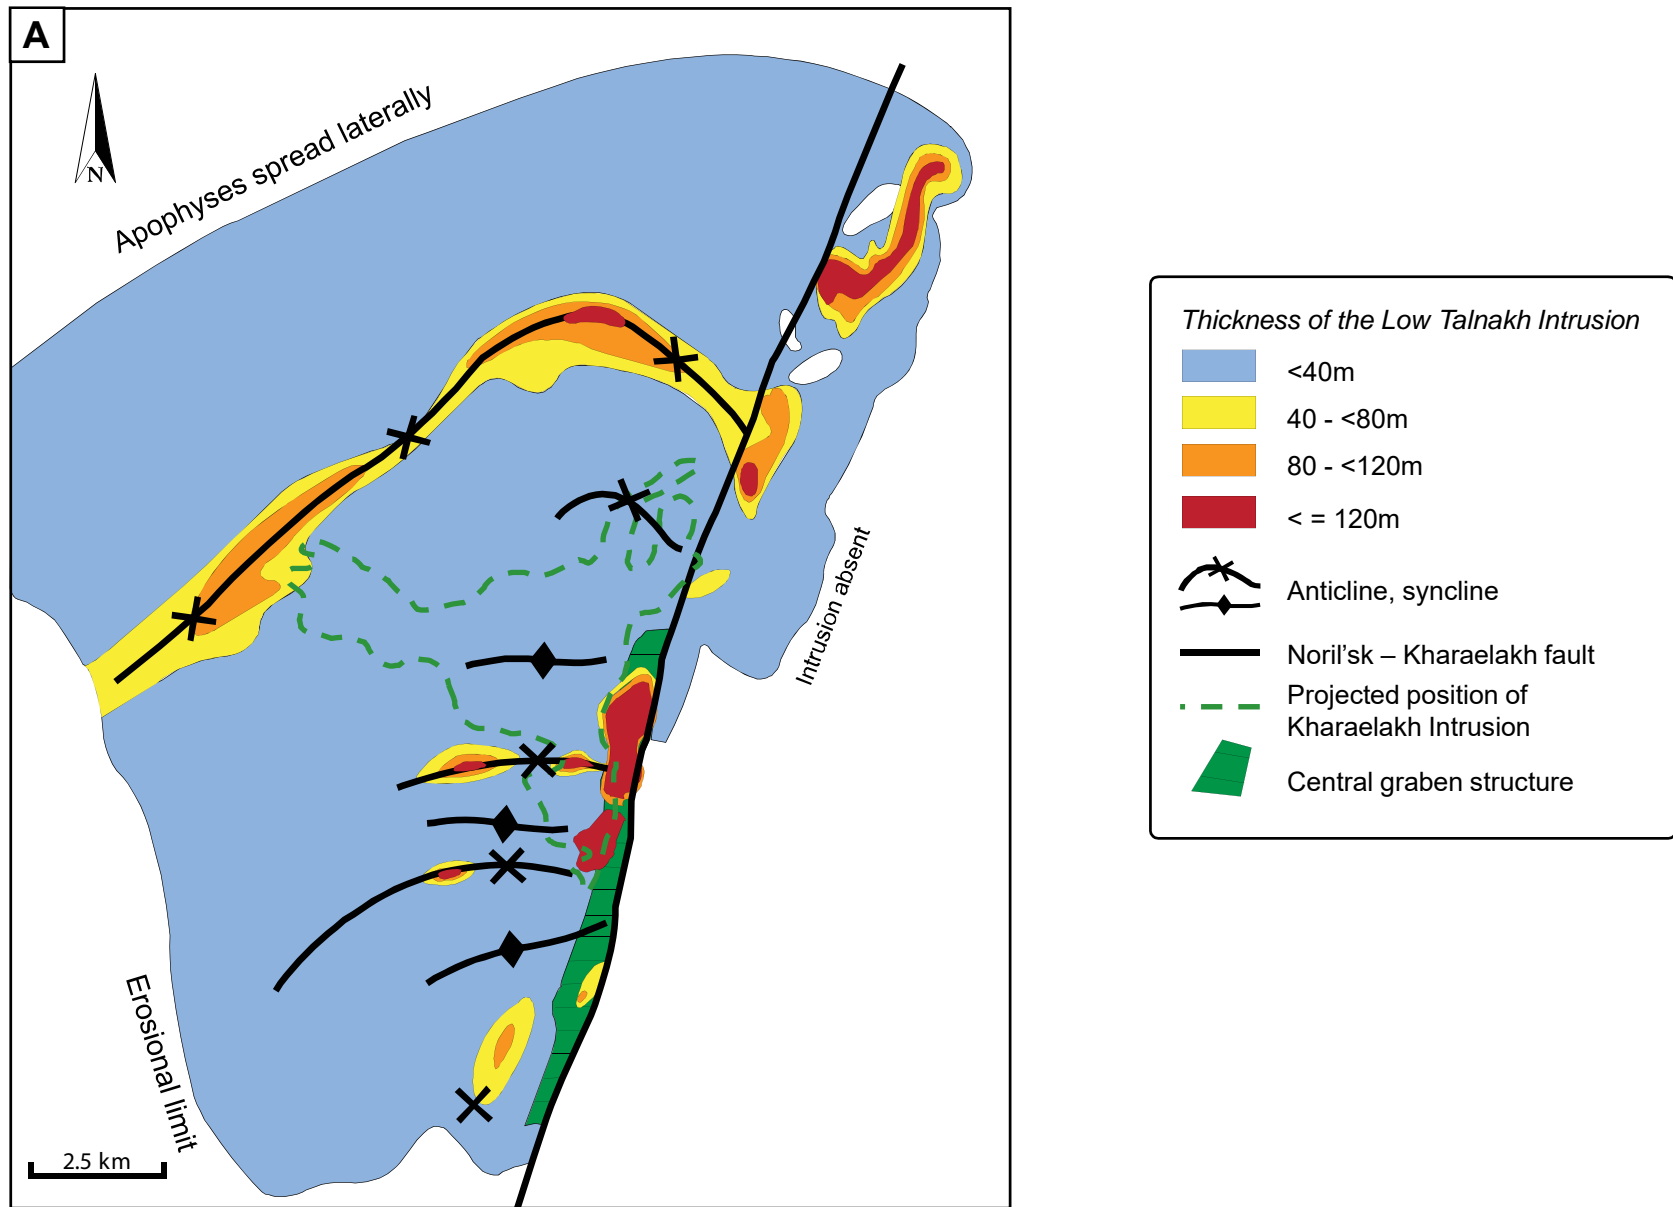 A
N
Apophyses spread laterally
Intrusion absent
Erosional limit
2.5 km
Thickness of the Low Talnakh Intrusion
<40m
40 - <80m
80 - <120m
< = 120m
Anticline, syncline
Noril'sk – Kharaelakh fault
Projected position of
Kharaelakh Intrusion
Central graben structure